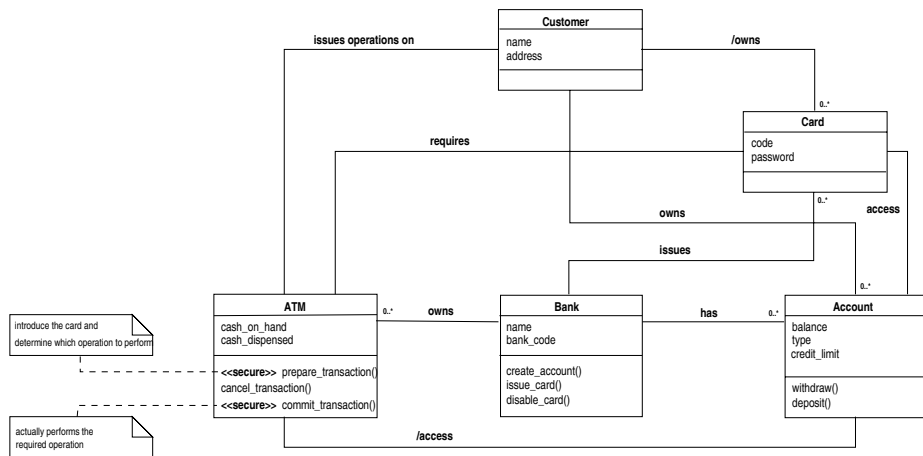 Customer
name
address
issues operations on
/owns
0..*
Card
code
password
requires
0..*
access
owns
issues
0..*
ATM
cash_on_hand
cash_dispensed
<<secure>> prepare_transaction()
cancel_transaction()
<<secure>> commit_transaction()
0..*
owns
Bank
name
bank_code
create_account()
issue_card()
disable_card()
has
0..*
Account
balance
type
credit_limit
withdraw()
deposit()
introduce the card and
determine which operation to perform
actually performs the
required operation
/access